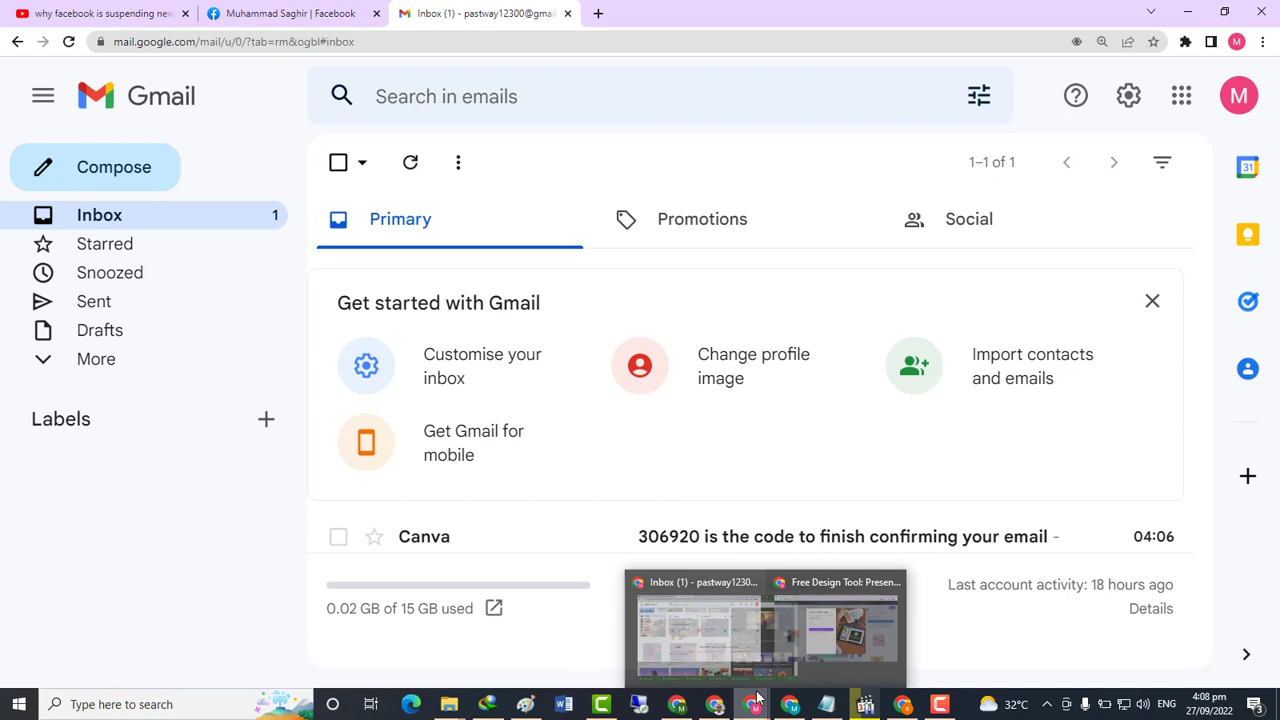 why facebook is suspending new
Muhammad Saghir | Facebook
Inbox (1) - pastway12300@gmail
mail.google.com/mail/u/0/?tab=rm&ogbl#inbox
M
Gmail
Search in emails
M
Compose
1–1 of 1
31
Inbox
1
Primary
Promotions
Social
Starred
Snoozed
Sent
Drafts
More
Get started with Gmail
Customise your
inbox
Change profile
image
Import contacts
and emails
Get Gmail for
mobile
Labels
Canva
306920 is the code to finish confirming your email -
04:06
Inbox (1) - pastway1230...
Free Design Tool: Presen...
Last account activity: 18 hours ago
0.02 GB of 15 GB used
Details
Type here to search
32°C
ENG
4:08 pm
27/09/2022
3